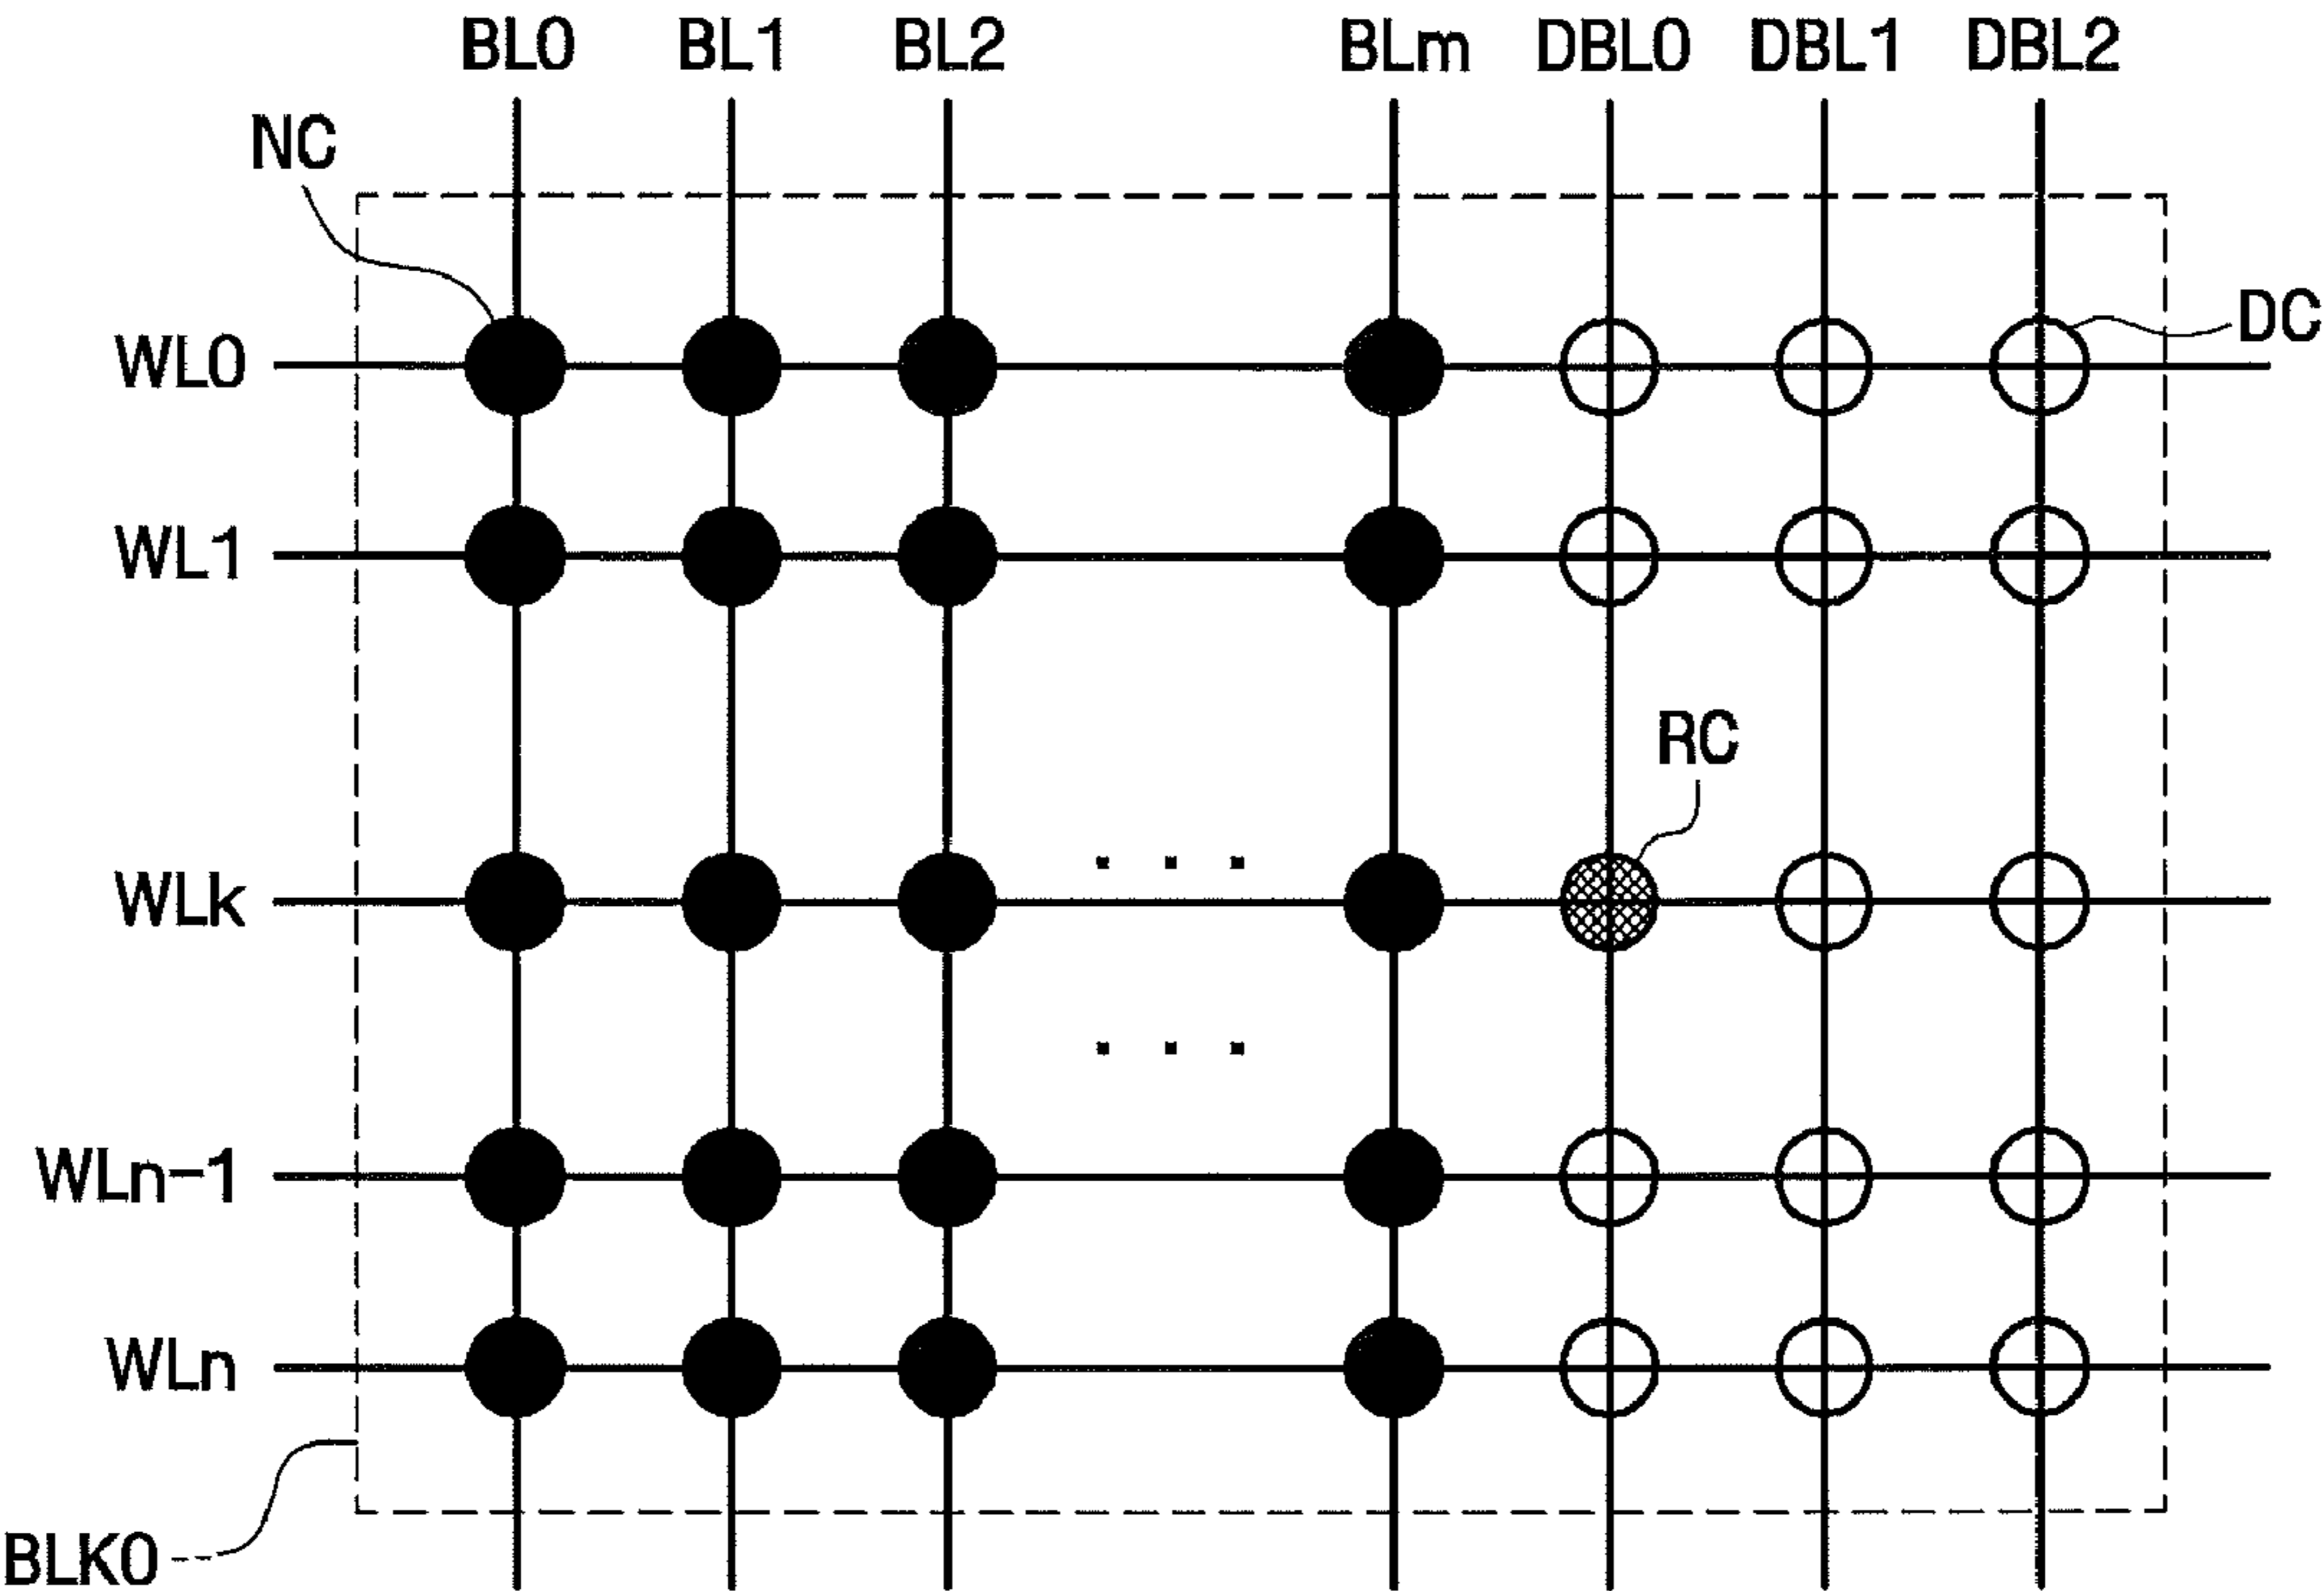 BL0 BL1 BL2 BLm DBL0 DBL1 DBL2
NC
DC
WL0
WL1
RC
WLk
. . .
. . .
WLn-1
WLn
BLK0